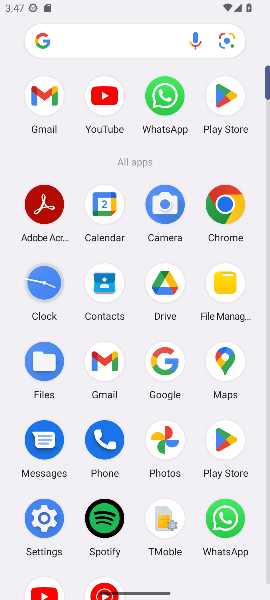 3:47
Gmail YouTube WhatsApp Play Store
All apps
Adobe Acr... Calendar Camera Chrome
Clock Contacts Drive File Manag...
Files Gmail Google Maps
Messages Phone Photos Play Store
Settings Spotify TMoble WhatsApp